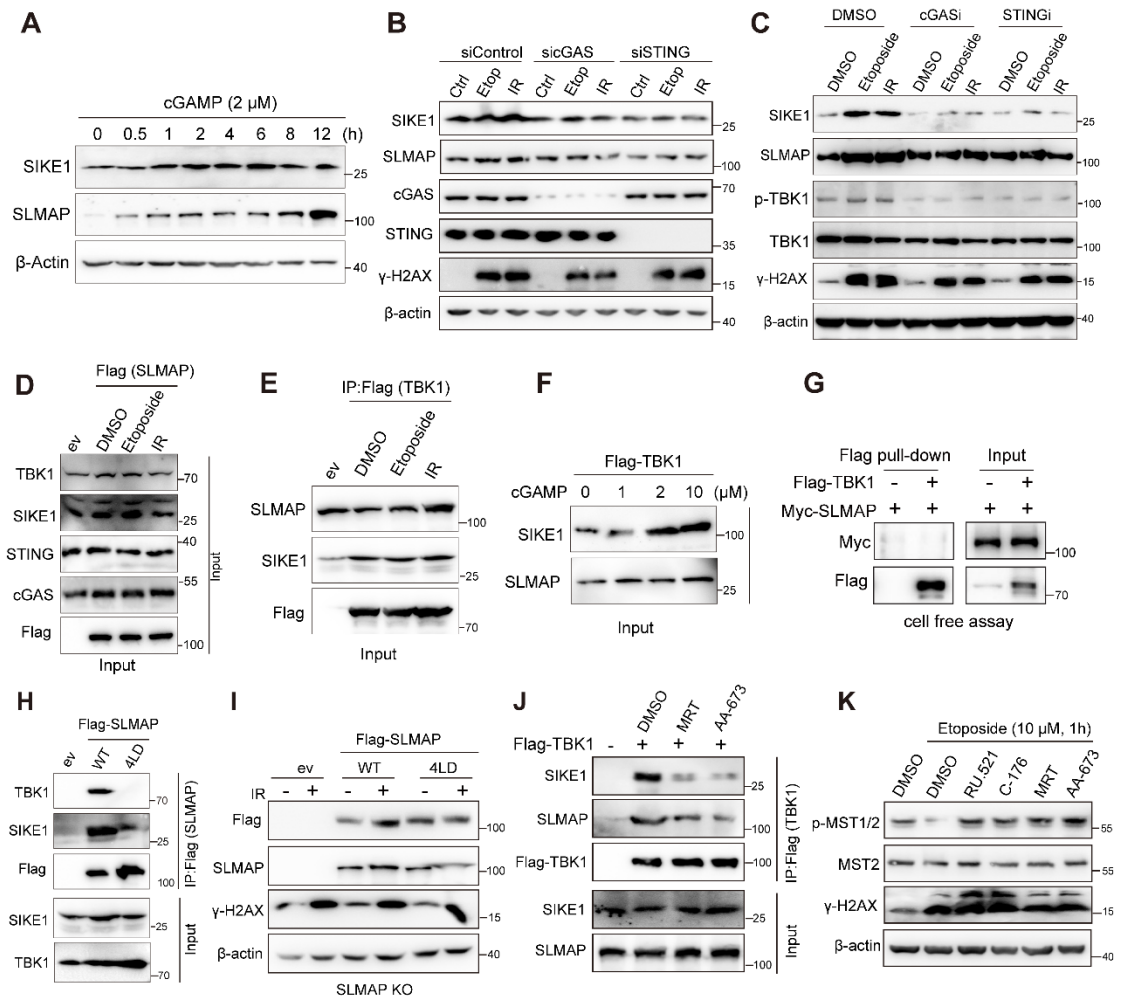 A
cGAMP (2 μM)
0 0.5 1 2 4 6 8 12 (h)
SIKE1
25
SLMAP
100
β-Actin
40
B
siControl sicGAS siSTING
Ctrl Etop IR Ctrl Etop IR Ctrl Etop IR
SIKE1
25
SLMAP
100
cGAS
70
STING
35
γ-H2AX
15
β-actin
40
C
DMSO cGASi STINGi
DMSO Etoposide IR DMSO Etoposide IR DMSO Etoposide IR
SIKE1
25
SLMAP
100
p-TBK1
100
TBK1
100
γ-H2AX
15
β-actin
40
D
Flag (SLMAP)
ev DMSO Etoposide IR
TBK1
70
SIKE1
25
STING
40
cGAS
55
Flag
100
Input
Input
E
IP:Flag (TBK1)
ev DMSO Etoposide IR
SLMAP
100
SIKE1
25
Flag
70
Input
F
Flag-TBK1
cGAMP 0 1 2 10 (μM)
SIKE1
100
SLMAP
25
Input
G
Flag pull-down Input
Flag-TBK1 - + - +
Myc-SLMAP + + + +
Myc
100
Flag
70
cell free assay
H
Flag-SLMAP
ev WT 4LD
TBK1
70
SIKE1
25
Flag
100
IP:Flag (SLMAP)
SIKE1
25
TBK1
70
Input
I
Flag-SLMAP
ev WT 4LD
IR - + - + - +
Flag
100
SLMAP
100
γ-H2AX
15
β-actin
40
SLMAP KO
J
DMSO MRT AA-673
Flag-TBK1 - + + +
SIKE1
25
SLMAP
100
Flag-TBK1
100
IP:Flag (TBK1)
SIKE1
25
SLMAP
100
Input
K
Etoposide (10 μM, 1h)
DMSO DMSO RU.521 C-176 MRT AA-673
p-MST1/2
55
MST2
55
γ-H2AX
15
β-actin
40